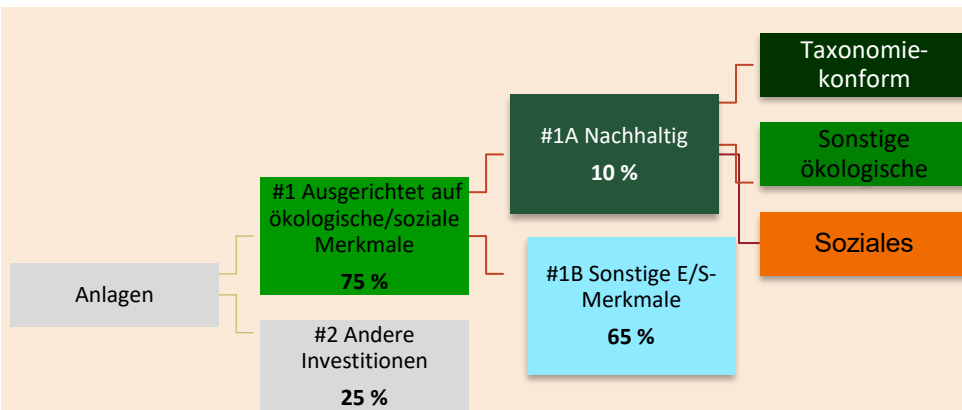 Anlagen
#1 Ausgerichtet auf
ökologische/soziale
Merkmale
75 %
#2 Andere
Investitionen
25 %
#1A Nachhaltig
10 %
#1B Sonstige E/S-
Merkmale
65 %
Taxonomie-
konform
Sonstige
ökologische
Soziales